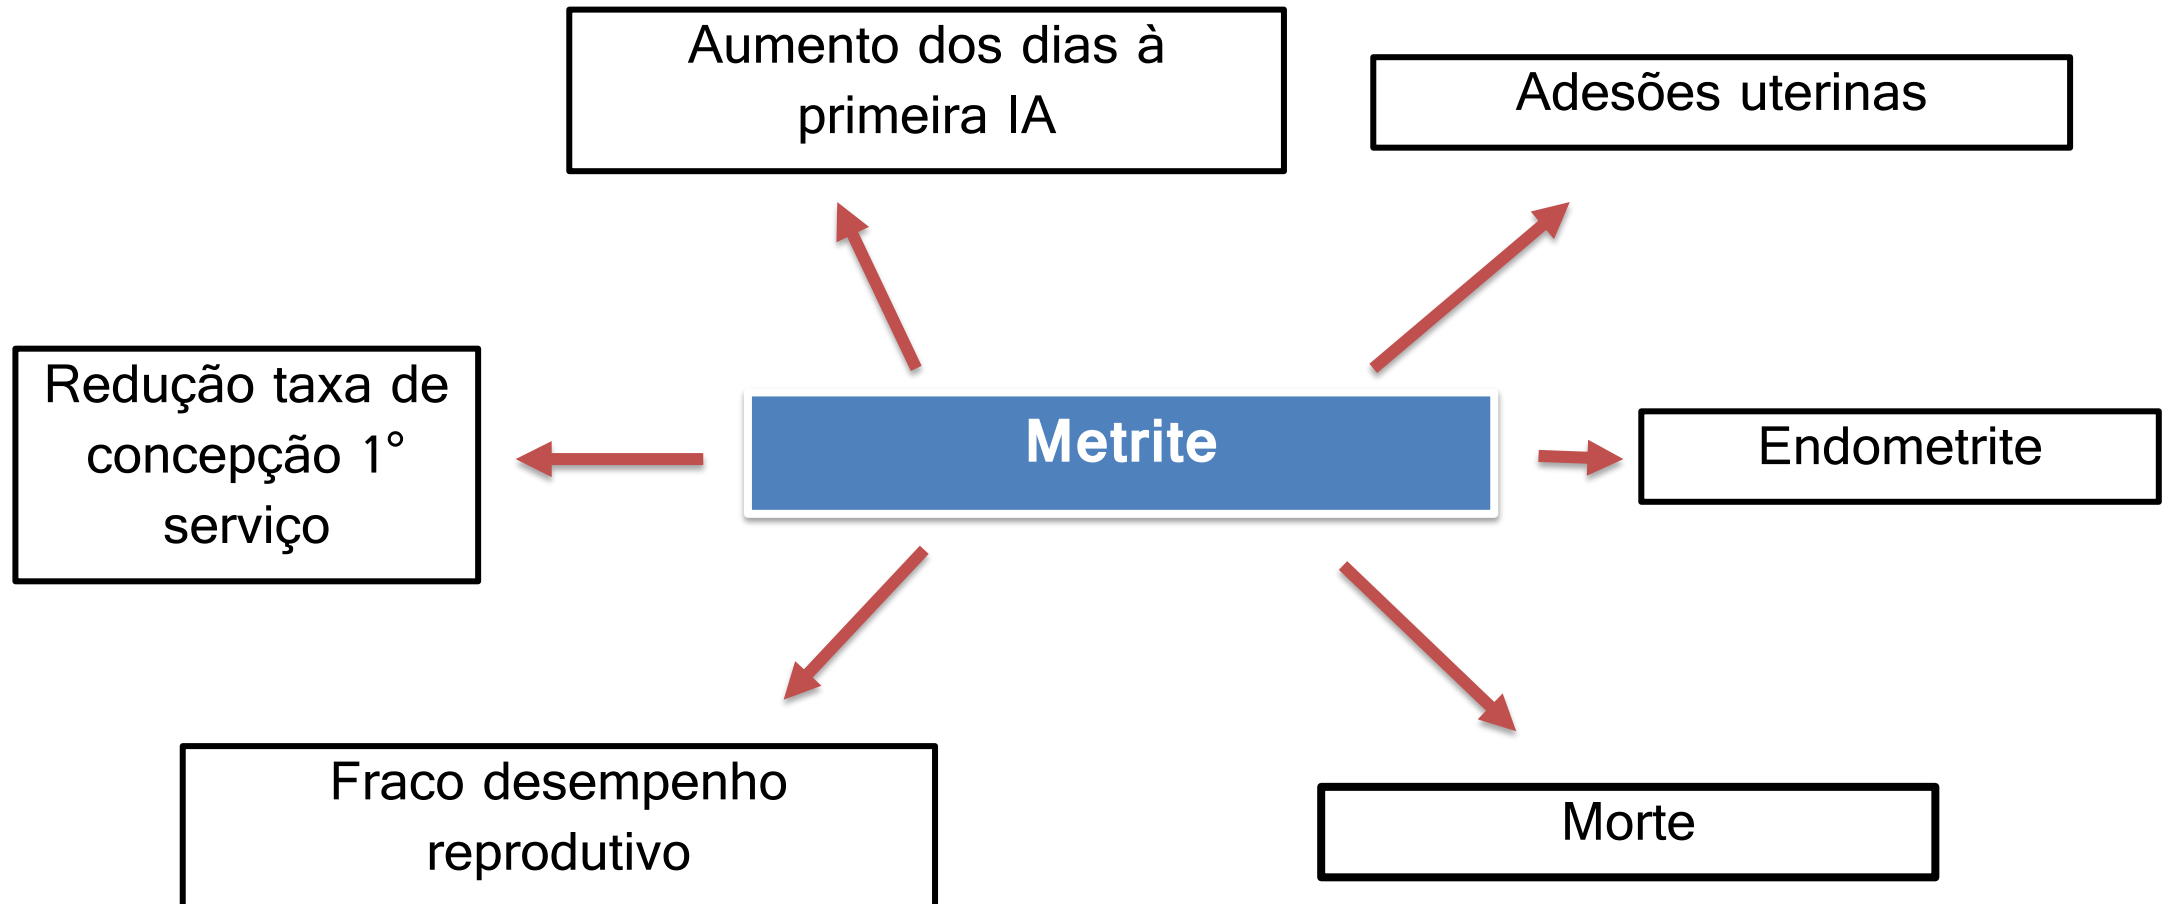 Aumento dos dias à
primeira IA
Adesões uterinas
Redução taxa de
concepção 1°
serviço
Metrite
Endometrite
Fraco desempenho
reprodutivo
Morte